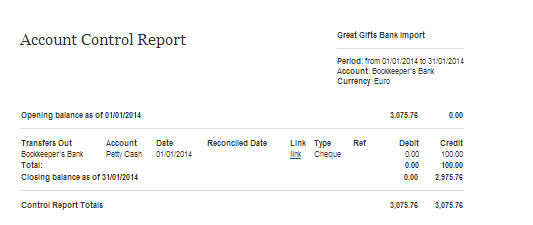 Great Gifts Bank Import
Account Control Report
Period: from 01/01/2014 to 31/01/2014
Account: Bookkeeper's Bank
Currency: Euro
Opening balance as of 01/01/2014 3,075.76 0.00
Transfers Out Account Date Reconciled Date Link Type Ref Debit Credit
Bookkeeper's Bank Petty Cash 01/01/2014 link Cheque 0.00 100.00
Total: 0.00 100.00
Closing balance as of 31/01/2014 0.00 2,975.76
Control Report Totals 3,075.76 3,075.76